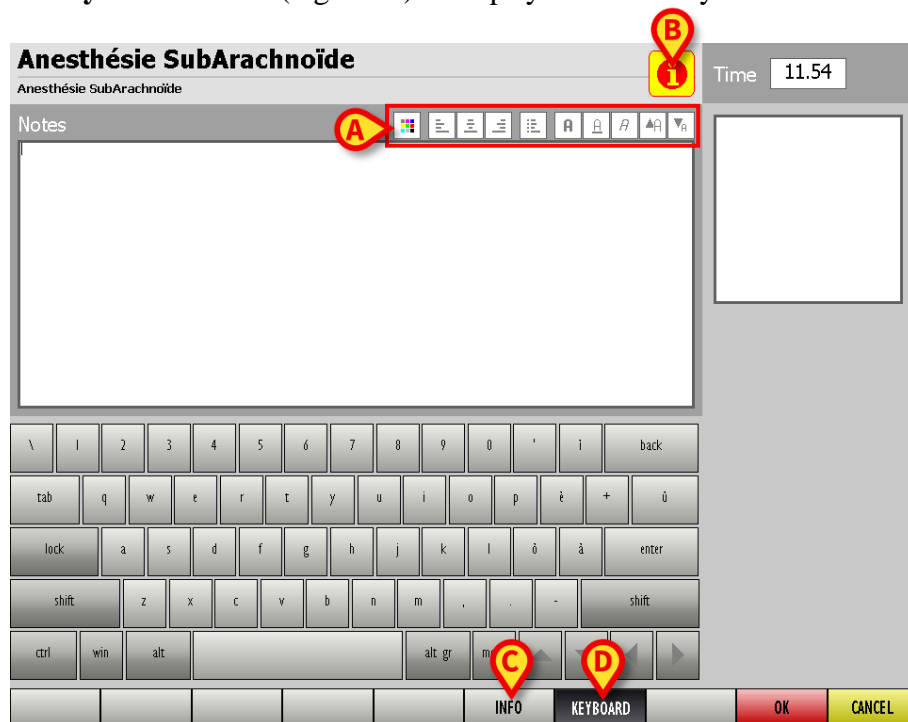 Anesthésie SubArachnoïde
Anesthésie SubArachnoïde
B
i
Time 11.54
Notes
A
A A A A A
\ 1 2 3 4 5 6 7 8 9 0 ' ì back
tab q w e r t y u i o p è + ù
lock a s d f g h j k l ò à enter
shift z x c v b n m , . - shift
ctrl win alt alt gr
C
D
INFO KEYBOARD OK CANCEL